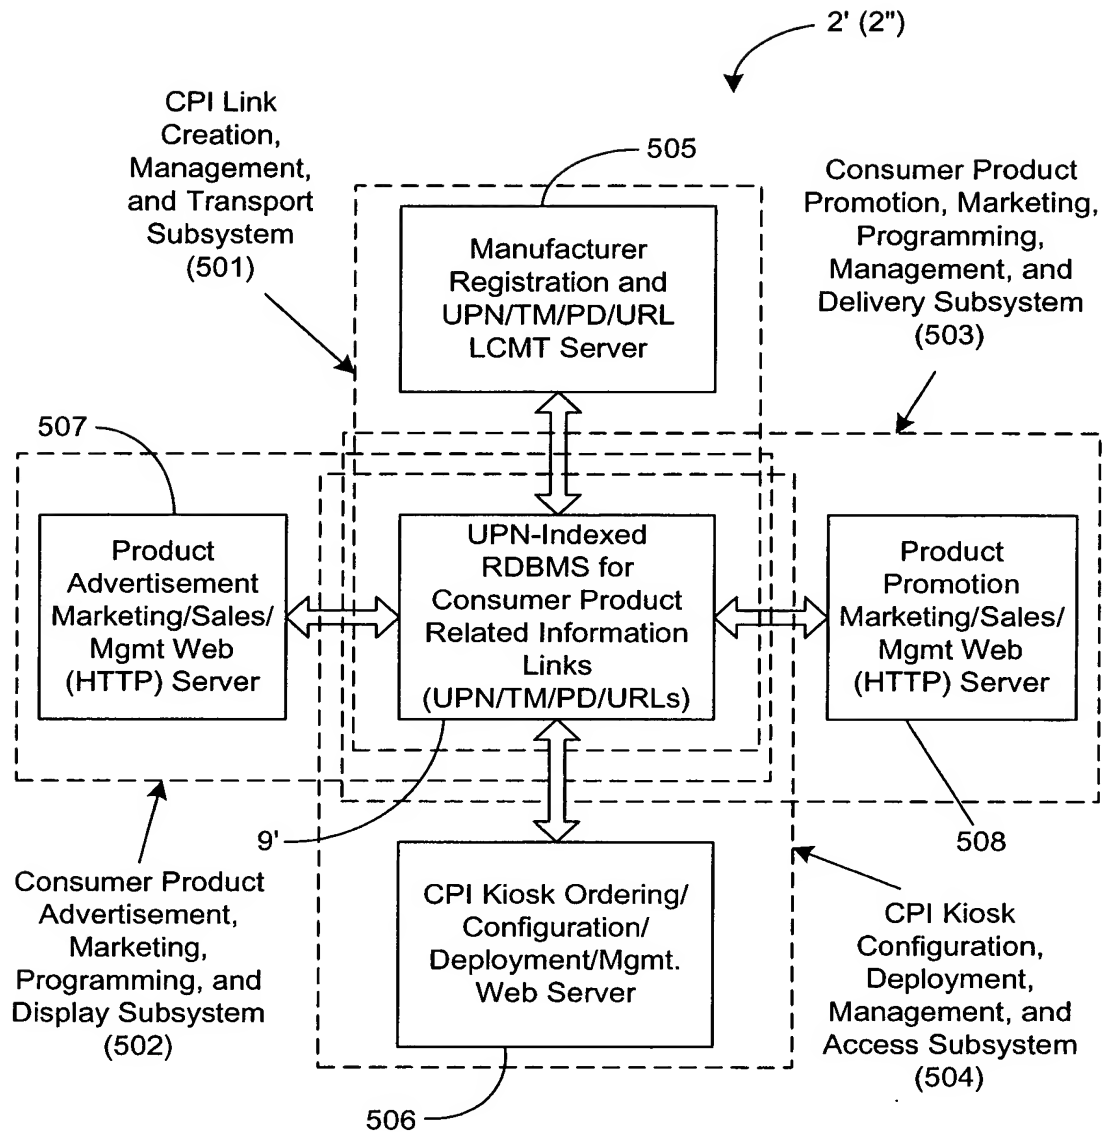 2' (2")
CPI Link
Creation,
Management,
and Transport
Subsystem
(501)
505
Consumer Product
Promotion, Marketing,
Programming,
Management, and
Delivery Subsystem
(503)
Manufacturer
Registration and
UPN/TM/PD/URL
LCMT Server
507
Product
Advertisement
Marketing/Sales/
Mgmt Web
(HTTP) Server
UPN-Indexed
RDBMS for
Consumer Product
Related Information
Links
(UPN/TM/PD/URLs)
Product
Promotion
Marketing/Sales/
Mgmt Web
(HTTP) Server
9'
508
Consumer Product
Advertisement,
Marketing,
Programming, and
Display Subsystem
(502)
CPI Kiosk Ordering/
Configuration/
Deployment/Mgmt.
Web Server
CPI Kiosk
Configuration,
Deployment,
Management, and
Access Subsystem
(504)
506